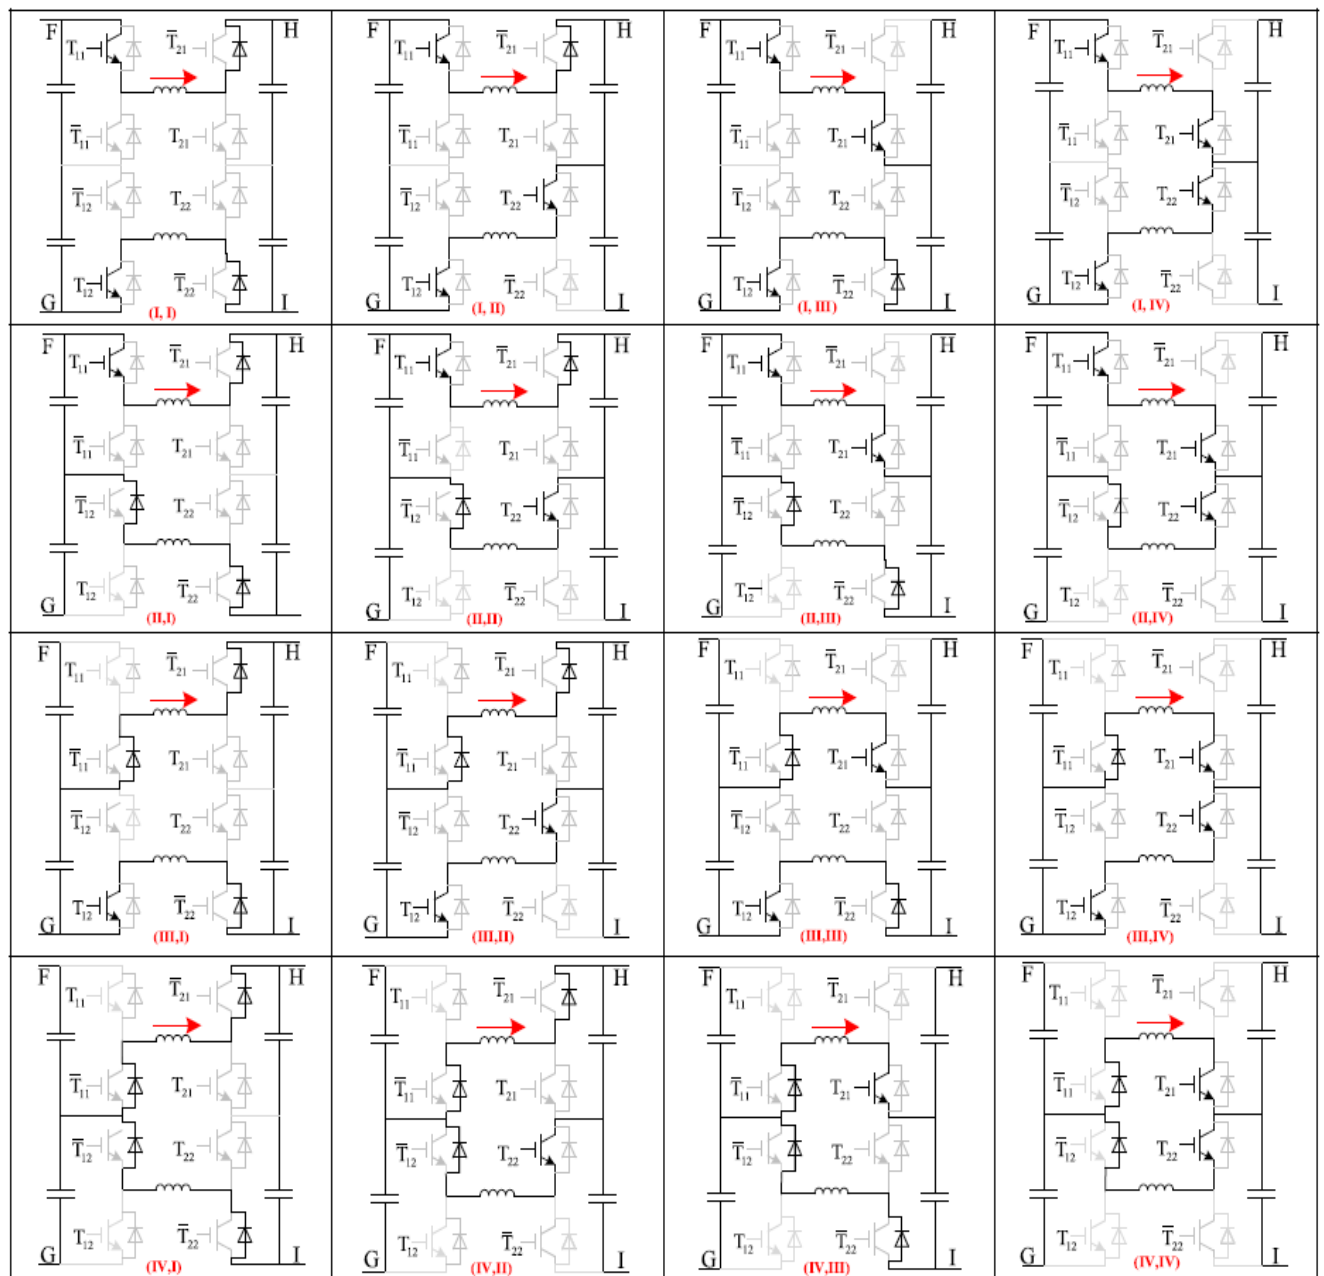 F H F H F H F H
T11 T̅21 T11 T̅21 T11 T̅21 T11 T̅21
T̅11 T21 T̅11 T21 T̅11 T21 T̅11 T21
T̅12 T22 T̅12 T22 T̅12 T22 T̅12 T22
T12 T̅22 T12 T̅22 T12 T̅22 T12 T̅22
G I G I G I G I
(I, I) (I, II) (I, III) (I, IV)
F H F H F H F H
T11 T̅21 T11 T̅21 T11 T̅21 T11 T̅21
T̅11 T21 T̅11 T21 T̅11 T21 T̅11 T21
T̅12 T22 T̅12 T22 T̅12 T22 T̅12 T22
T12 T̅22 T12 T̅22 T12 T̅22 T12 T̅22
G I G I G I G I
(II,I) (II,II) (II,III) (II,IV)
F H F H F H F H
T11 T̅21 T11 T̅21 T11 T̅21 T11 T̅21
T̅11 T21 T̅11 T21 T̅11 T21 T̅11 T21
T̅12 T22 T̅12 T22 T̅12 T22 T̅12 T22
T12 T̅22 T12 T̅22 T12 T̅22 T12 T̅22
G I G I G I G I
(III,I) (III,II) (III,III) (III,IV)
F H F H F H F H
T11 T̅21 T11 T̅21 T11 T̅21 T11 T̅21
T̅11 T21 T̅11 T21 T̅11 T21 T̅11 T21
T̅12 T22 T̅12 T22 T̅12 T22 T̅12 T22
T12 T̅22 T12 T̅22 T12 T̅22 T12 T̅22
G I G I G I G I
(IV,I) (IV,II) (IV,III) (IV,IV)